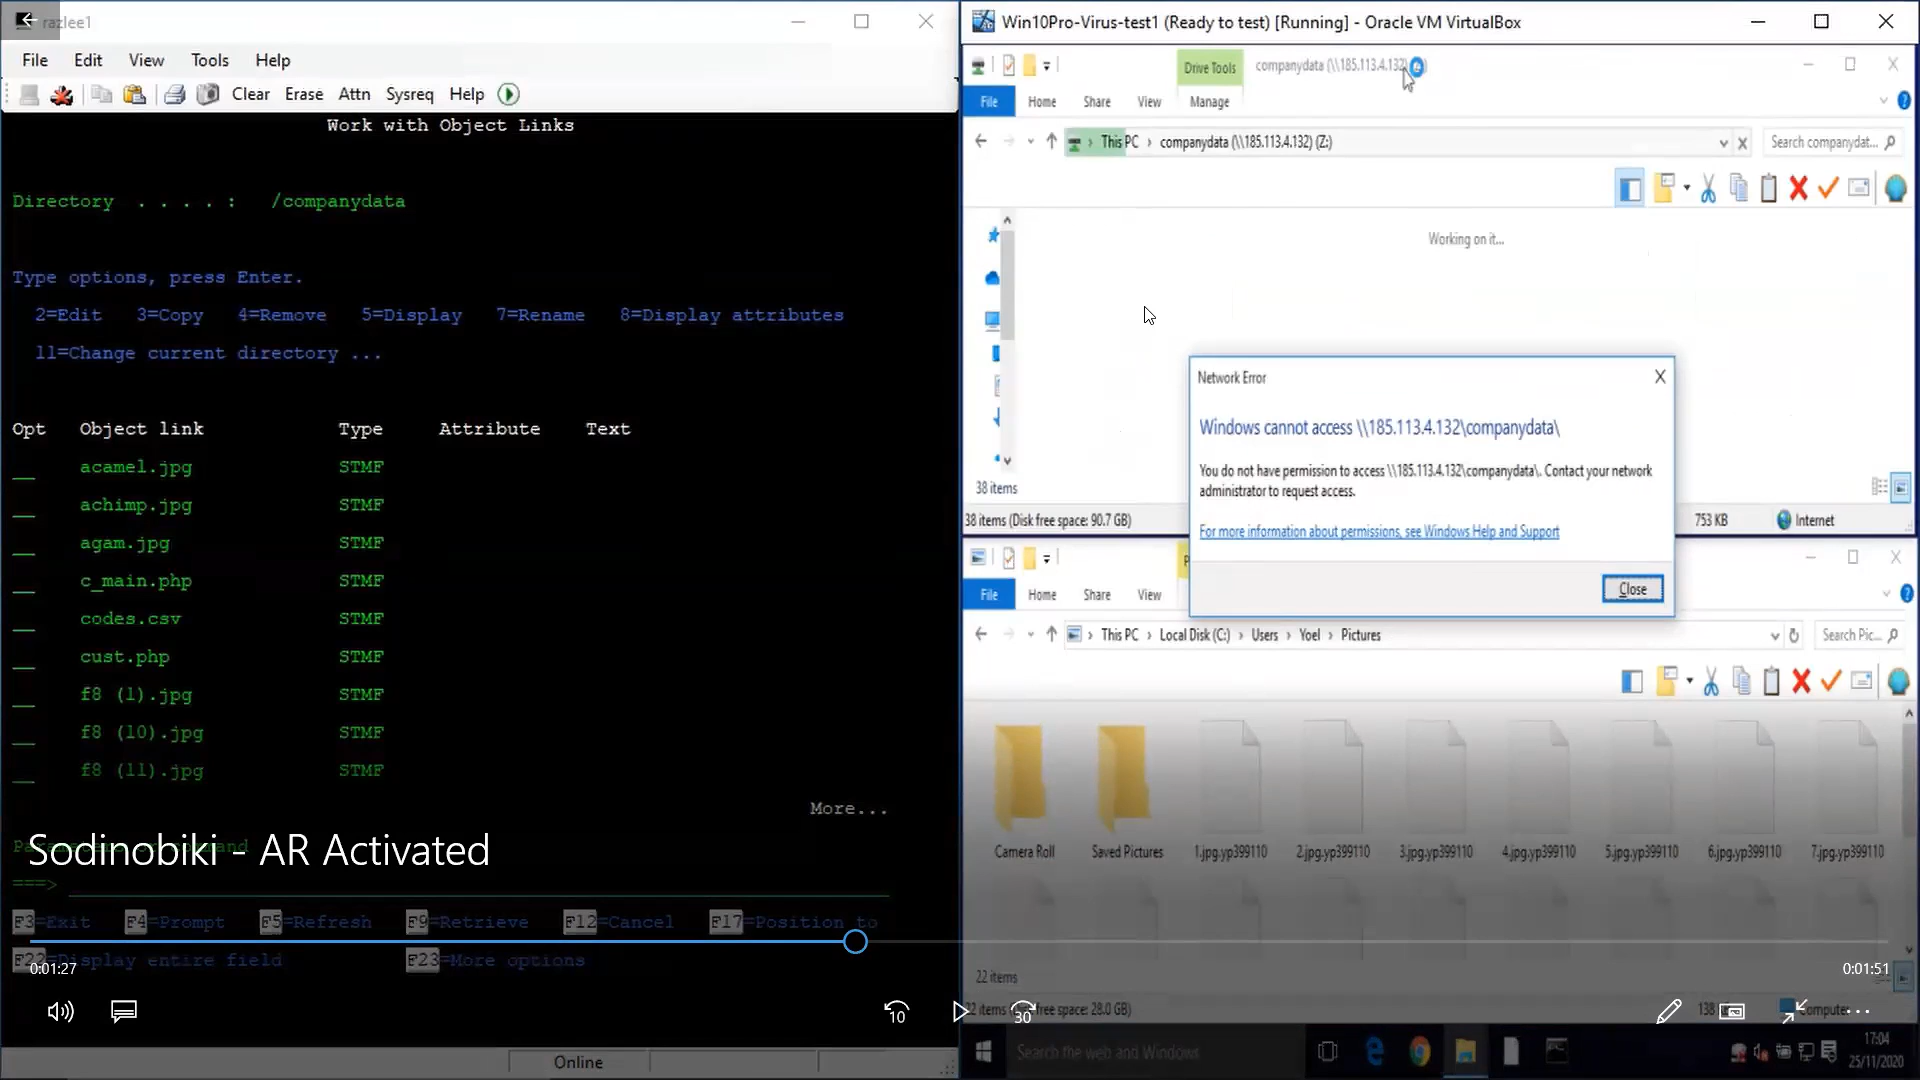 razlee1
File Edit View Tools Help
Clear Erase Attn Sysreq Help
Work with Object Links
Directory . . . . : /companydata
Type options, press Enter.
2=Edit 3=Copy 4=Remove 5=Display 7=Rename 8=Display attributes
11=Change current directory ...
Opt Object link Type Attribute Text
acamel.jpg STMF
achimp.jpg STMF
agam.jpg STMF
c_main.php STMF
codes.csv STMF
cust.php STMF
f8 (1).jpg STMF
f8 (10).jpg STMF
f8 (11).jpg STMF
More...
Sodinobiki - AR Activated
===>
F3=Exit F4=Prompt F5=Refresh F9=Retrieve F12=Cancel F17=Position to
F22=Display entire field F23=More options
0:01:27
10
30
Online
Win10Pro-Virus-test1 (Ready to test) [Running] - Oracle VM VirtualBox
Drive Tools companydata (\\185.113.4.132)
File Home Share View Manage
This PC › companydata (\\185.113.4.132) (Z:)
Search companydat...
Working on it...
38 items
38 items (Disk free space: 90.7 GB)
753 KB Internet
Network Error
X
Windows cannot access \\185.113.4.132\companydata\
You do not have permission to access \\185.113.4.132\companydata\. Contact your network
administrator to request access.
For more information about permissions, see Windows Help and Support
Close
File Home Share View
This PC › Local Disk (C:) › Users › Yoel › Pictures
Search Pic...
Camera Roll Saved Pictures 1.jpg.yp399110 2.jpg.yp399110 3.jpg.yp399110 4.jpg.yp399110 5.jpg.yp399110 6.jpg.yp399110 7.jpg.yp399110
22 items
0:01:51
22 items free space: 28.0 GB)
138 Computer
Search the web and Windows
17:04
25/11/2020